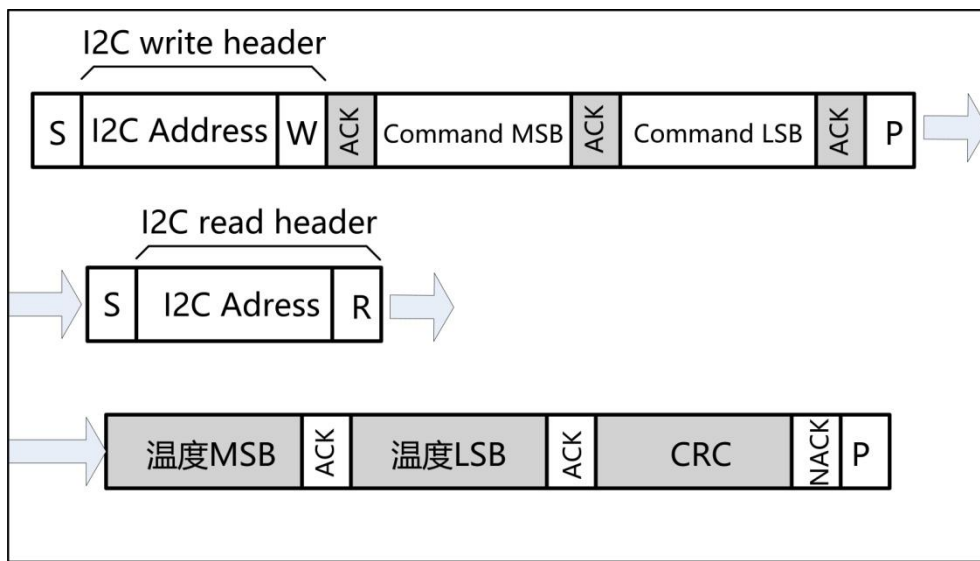 I2C write header
S I2C Address W ACK Command MSB ACK Command LSB ACK P
I2C read header
S I2C Adress R
温度MSB ACK 温度LSB ACK CRC NACK P